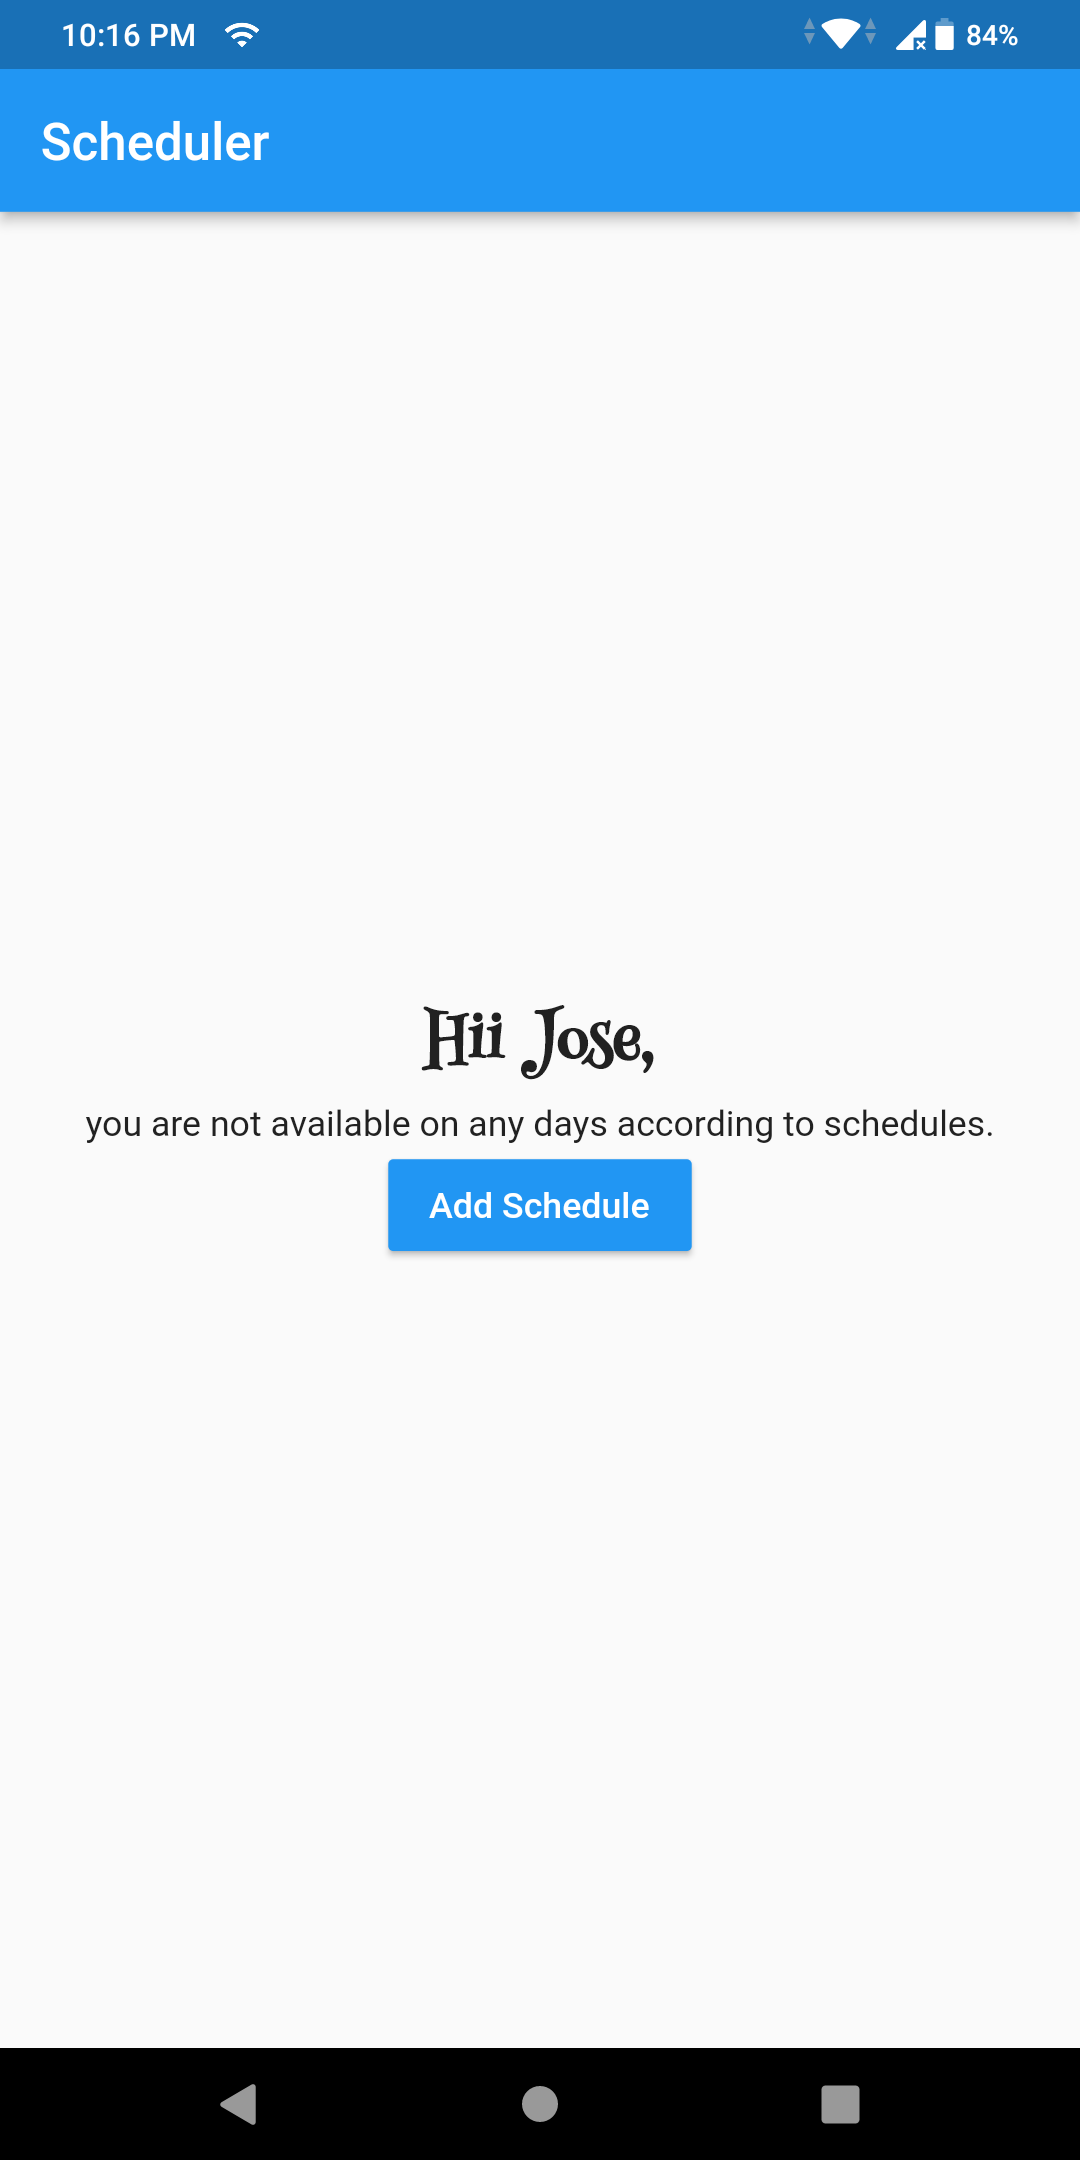 10:16 PM 84%
Scheduler
Hii Jose,
you are not available on any days according to schedules.
Add Schedule